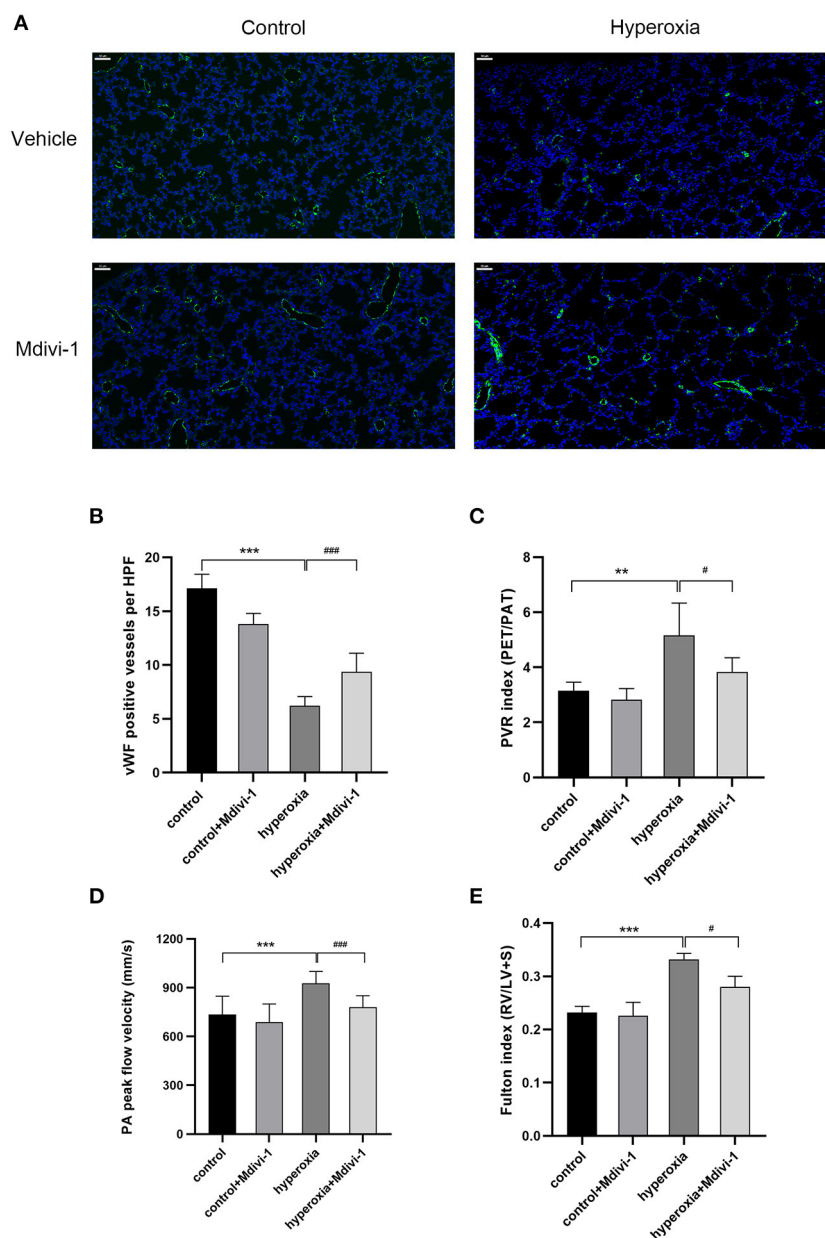 A
Control
Hyperoxia
Vehicle
Mdivi-1
B
vWF positive vessels per HPF
20
15
10
5
0
***
###
control
control+Mdivi-1
hyperoxia
hyperoxia+Mdivi-1
C
PVR index (PET/PAT)
8
6
4
2
0
**
#
control
control+Mdivi-1
hyperoxia
hyperoxia+Mdivi-1
D
PA peak flow velocity (mm/s)
1200
900
600
300
0
***
###
control
control+Mdivi-1
hyperoxia
hyperoxia+Mdivi-1
E
Fulton index (RV/LV+S)
0.4
0.3
0.2
0.1
0.0
***
#
control
control+Mdivi-1
hyperoxia
hyperoxia+Mdivi-1